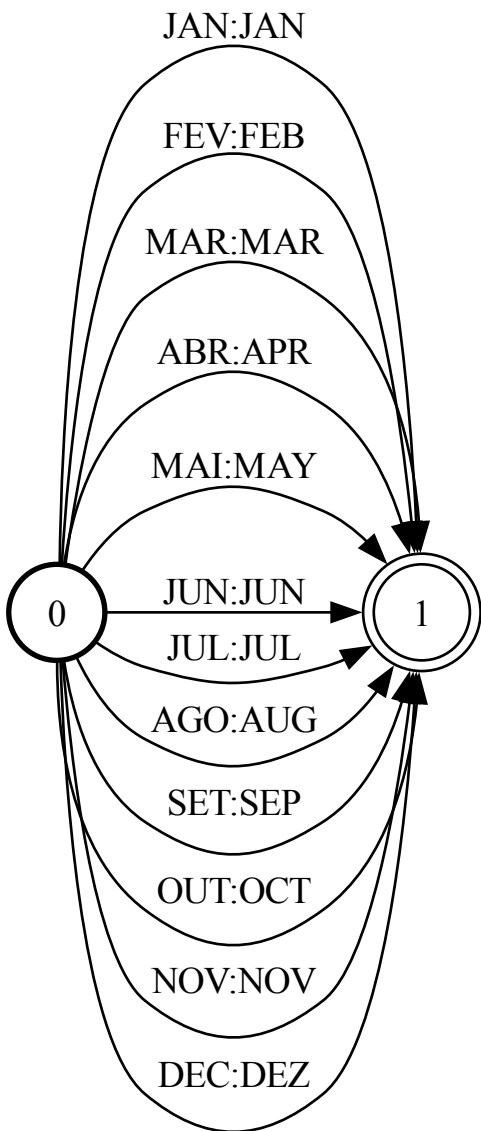 JAN:JAN
FEV:FEB
MAR:MAR
ABR:APR
MAI:MAY
0
JUN:JUN
1
JUL:JUL
AGO:AUG
SET:SEP
OUT:OCT
NOV:NOV
DEC:DEZ